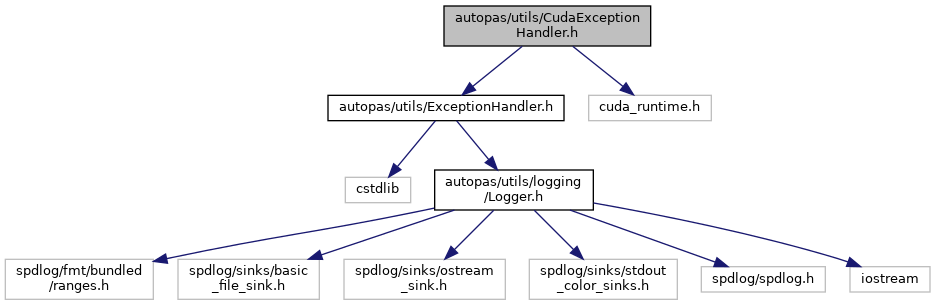 autopas/utils/CudaException
Handler.h
autopas/utils/ExceptionHandler.h
cuda_runtime.h
cstdlib
autopas/utils/logging
/Logger.h
spdlog/fmt/bundled
/ranges.h
spdlog/sinks/basic
_file_sink.h
spdlog/sinks/ostream
_sink.h
spdlog/sinks/stdout
_color_sinks.h
spdlog/spdlog.h
iostream